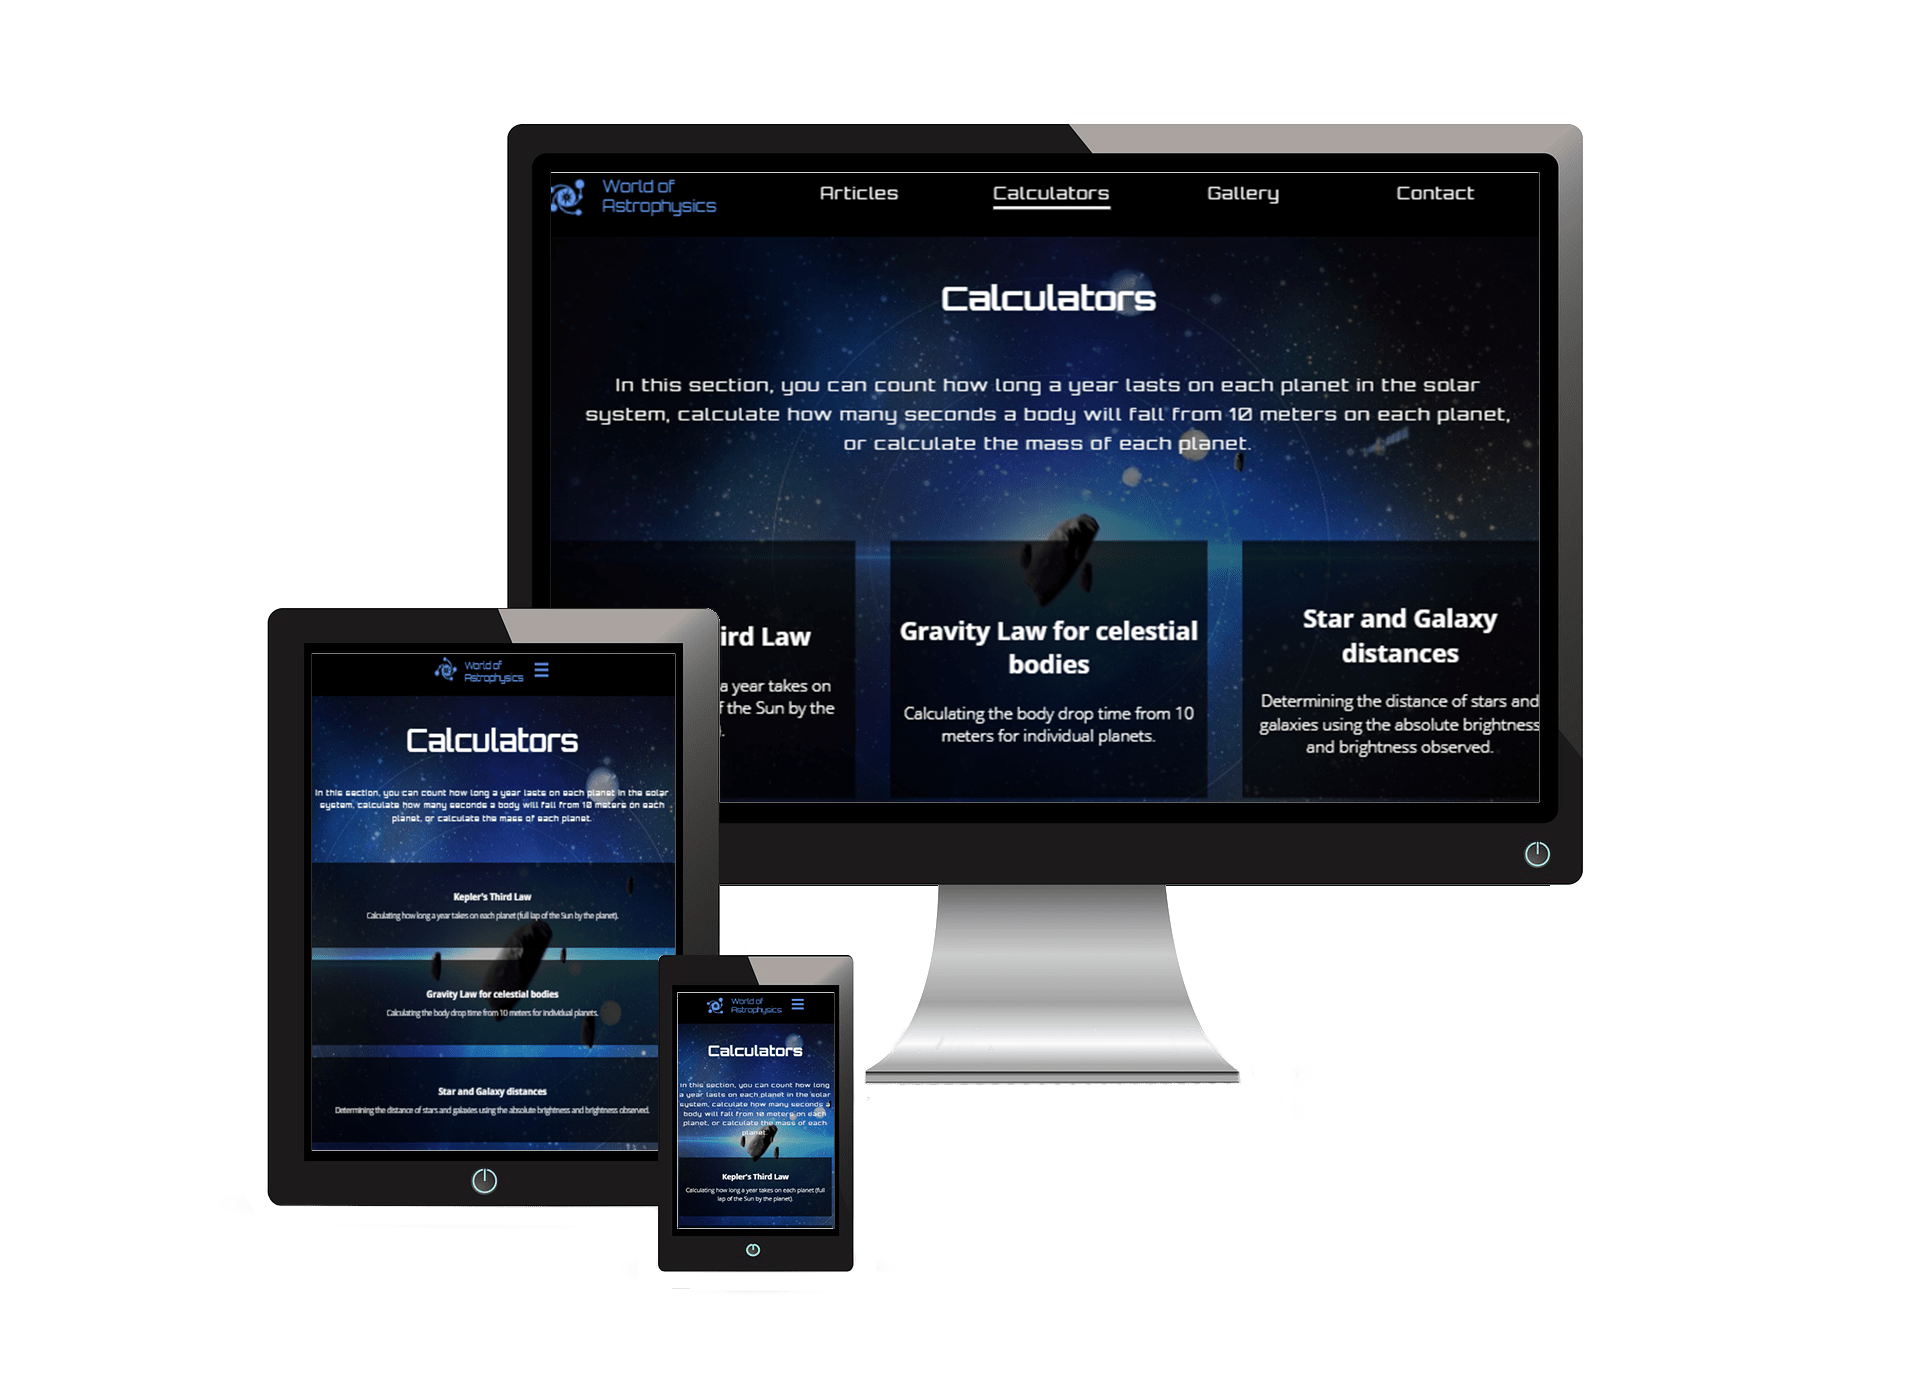 World of
Astrophysics
Articles
Calculators
Gallery
Contact
Calculators
In this section, you can count how long a year lasts on each planet in the solar
system, calculate how many seconds a body will fall from 10 meters on each planet,
or calculate the mass of each planet.
ird Law
a year takes on
f the Sun by the
Gravity Law for celestial
bodies
Calculating the body drop time from 10
meters for individual planets.
Star and Galaxy
distances
Determining the distance of stars and
galaxies using the absolute brightness
and brightness observed.
World of
Astrophysics
Calculators
In this section, you can count how long a year lasts on each planet in the solar
system, calculate how many seconds a body will fall from 10 meters on each
planet, or calculate the mass of each planet.
Kepler's Third Law
Calculating how long a year takes on each planet (full lap of the Sun by the planet).
Gravity Law for celestial bodies
Calculating the body drop time from 10 meters for individual planets.
Star and Galaxy distances
Determining the distance of stars and galaxies using the absolute brightness and brightness observed.
World of
Astrophysics
Calculators
In this section, you can count how long
a year lasts on each planet in the solar
system, calculate how many seconds a
body will fall from 10 meters on each
planet, or calculate the mass of each
planet.
Kepler's Third Law
Calculating how long a year takes on each planet (full
lap of the Sun by the planet).